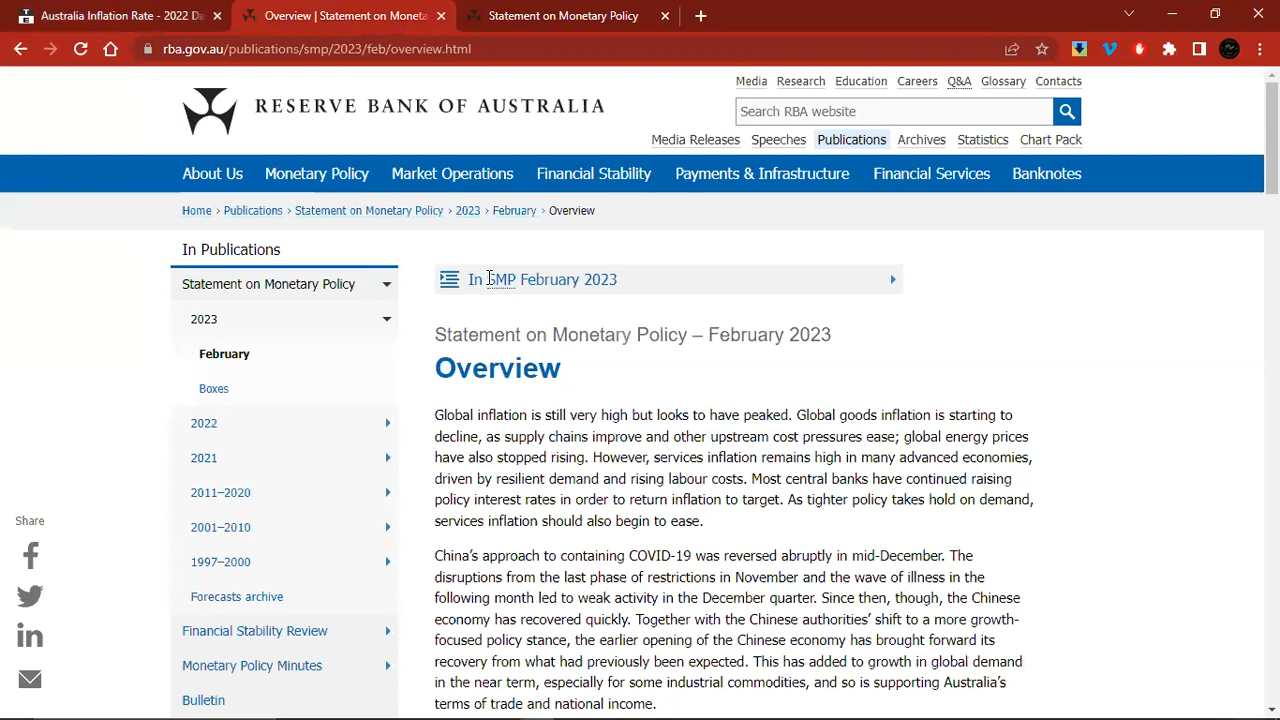 Australia Inflation Rate - 2022 Da
Overview | Statement on Moneta
Statement on Monetary Policy
rba.gov.au/publications/smp/2023/feb/overview.html
Media Research Education Careers Q&A Glossary Contacts
RESERVE BANK OF AUSTRALIA
Search RBA website
Media Releases Speeches Publications Archives Statistics Chart Pack
About Us Monetary Policy Market Operations Financial Stability Payments & Infrastructure Financial Services Banknotes
Home › Publications › Statement on Monetary Policy › 2023 › February › Overview
In Publications
Statement on Monetary Policy
2023
February
Boxes
2022
2021
2011–2020
2001–2010
1997–2000
Forecasts archive
Financial Stability Review
Monetary Policy Minutes
Bulletin
Share
In SMP February 2023
Statement on Monetary Policy – February 2023
Overview
Global inflation is still very high but looks to have peaked. Global goods inflation is starting to
decline, as supply chains improve and other upstream cost pressures ease; global energy prices
have also stopped rising. However, services inflation remains high in many advanced economies,
driven by resilient demand and rising labour costs. Most central banks have continued raising
policy interest rates in order to return inflation to target. As tighter policy takes hold on demand,
services inflation should also begin to ease.
China's approach to containing COVID-19 was reversed abruptly in mid-December. The
disruptions from the last phase of restrictions in November and the wave of illness in the
following month led to weak activity in the December quarter. Since then, though, the Chinese
economy has recovered quickly. Together with the Chinese authorities' shift to a more growth-
focused policy stance, the earlier opening of the Chinese economy has brought forward its
recovery from what had previously been expected. This has added to growth in global demand
in the near term, especially for some industrial commodities, and so is supporting Australia's
terms of trade and national income.